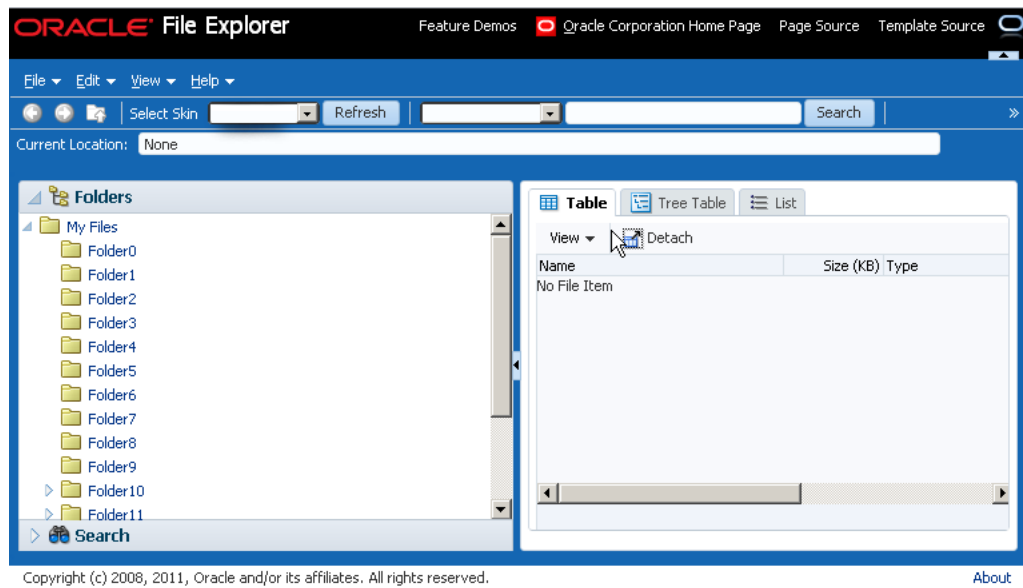 ORACLE File Explorer
Feature Demos Oracle Corporation Home Page Page Source Template Source
File Edit View Help
Select Skin Refresh Search »
Current Location: None
Folders
My Files
Folder0
Folder1
Folder2
Folder3
Folder4
Folder5
Folder6
Folder7
Folder8
Folder9
Folder10
Folder11
Search
Table Tree Table List
View Detach
Name Size (KB) Type
No File Item
Copyright (c) 2008, 2011, Oracle and/or its affiliates. All rights reserved.
About